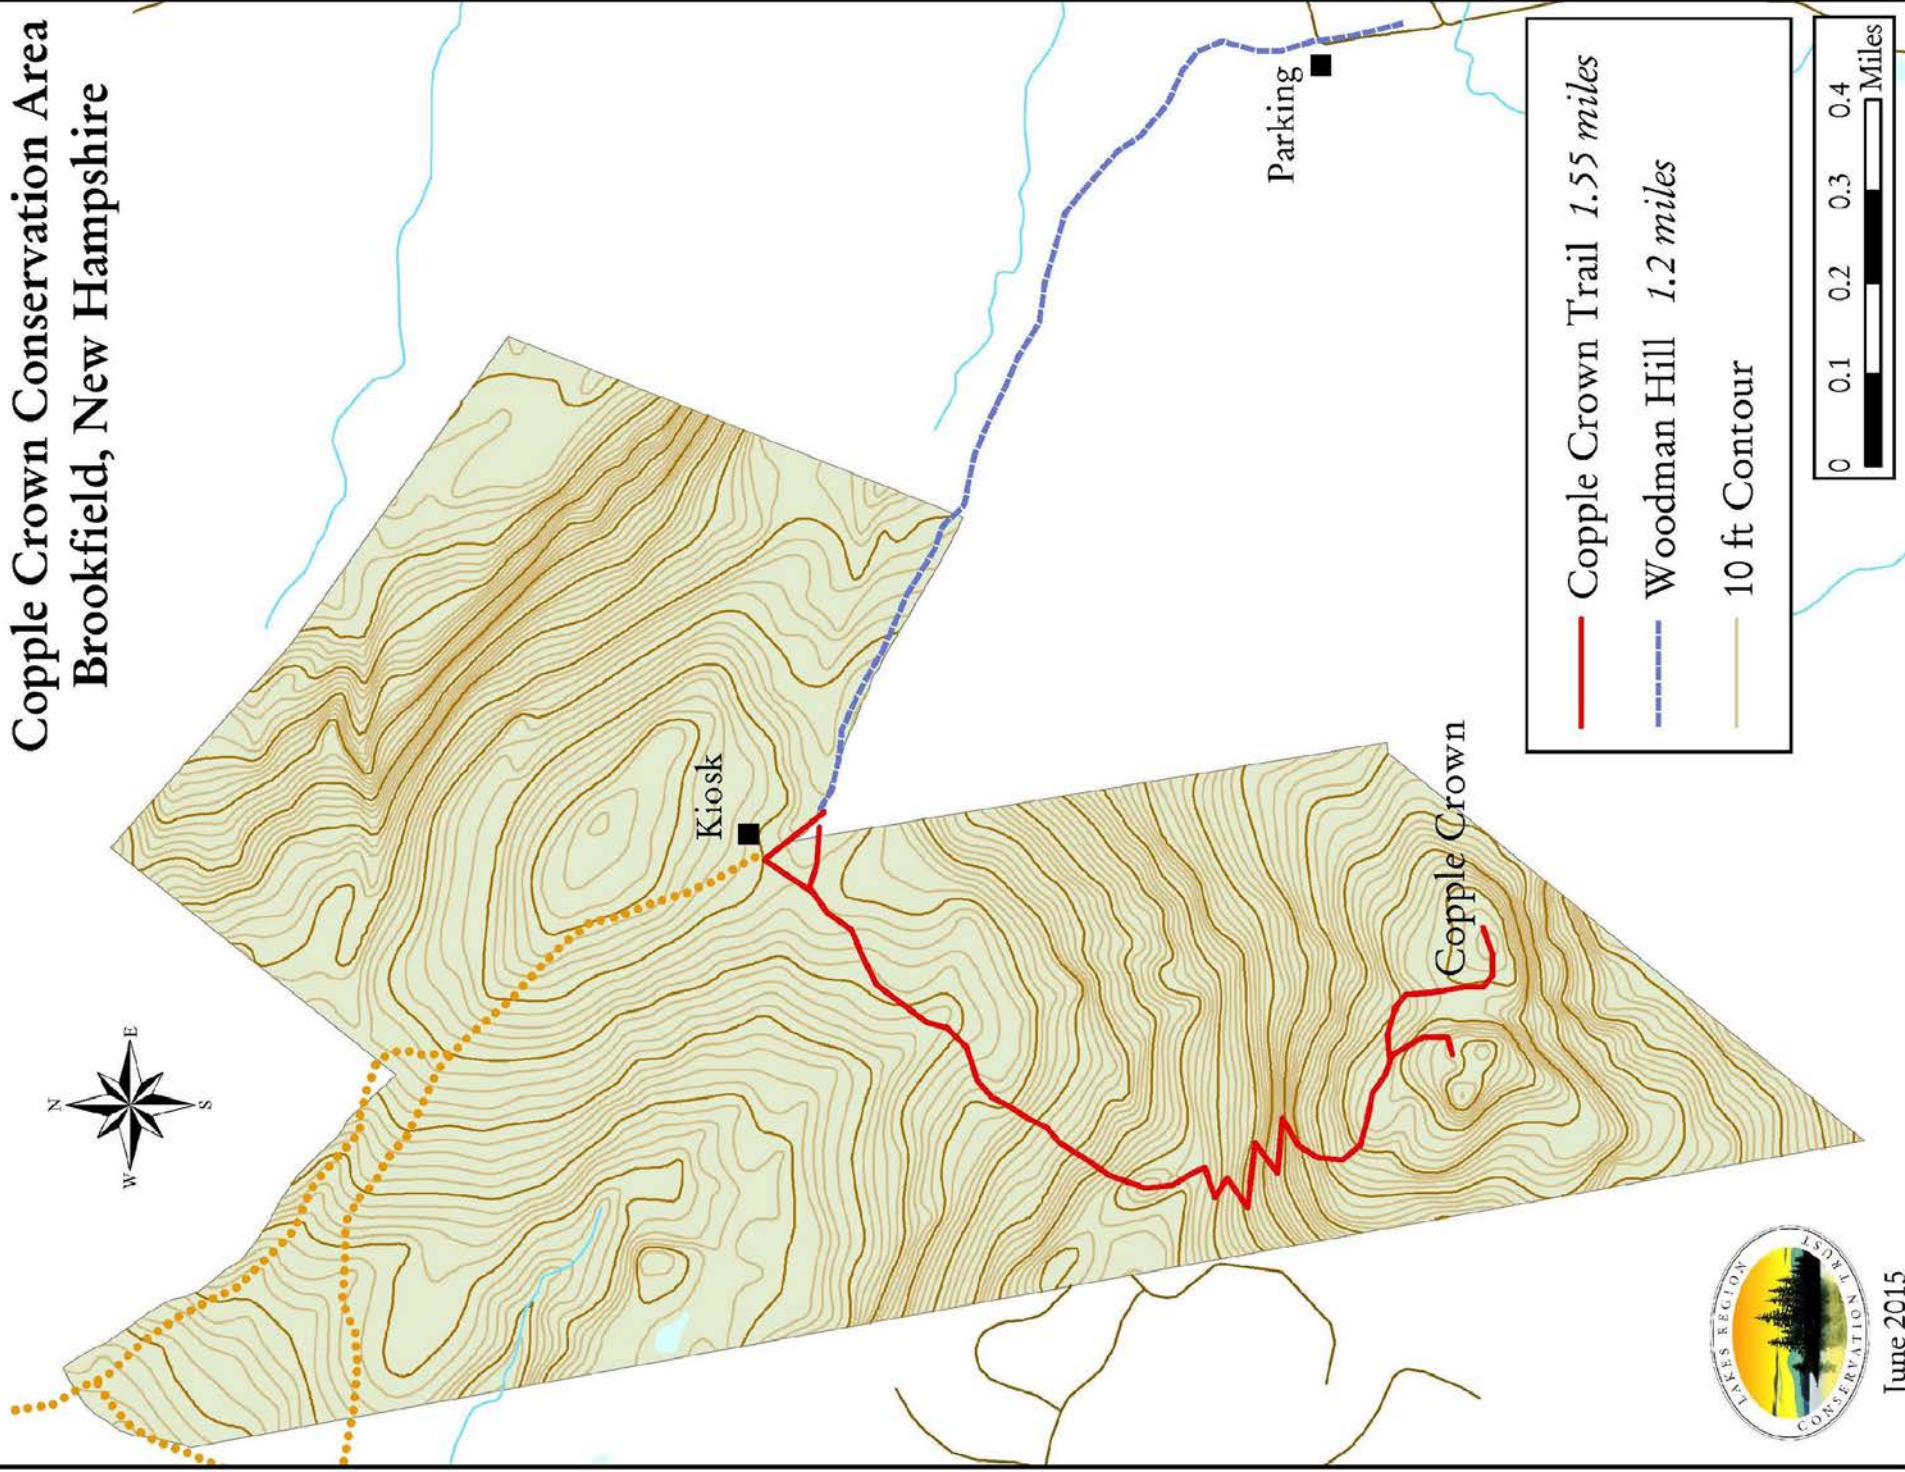 Copple Crown Conservation Area
Brookfield, New Hampshire
N
W
E
S
Kiosk
Parking
Copple Crown
Copple Crown Trail 1.55 miles
Woodman Hill 1.2 miles
10 ft Contour
0 0.1 0.2 0.3 0.4
Miles
LAKES REGION
CONSERVATION TRUST
June 2015